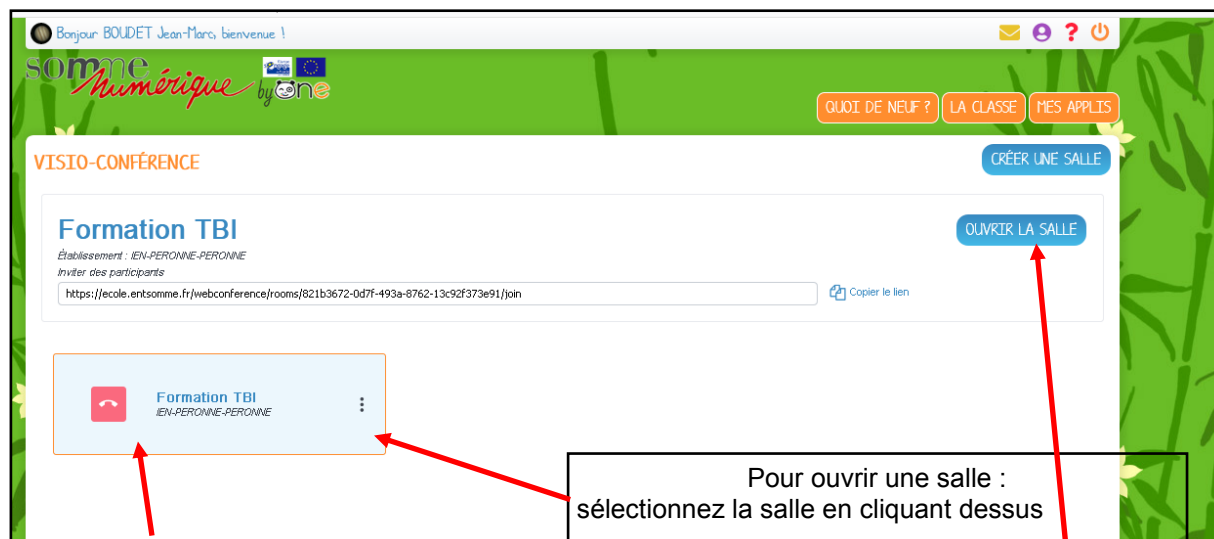 Bonjour BOUDET Jean-Marc, bienvenue !
somme
Numérique by One
QUOI DE NEUF ? LA CLASSE MES APPLIS
VISIO-CONFÉRENCE
CRÉER UNE SALLE
Formation TBI
OUVRIR LA SALLE
Établissement : IEN-PERONNE-PERONNE
Inviter des participants
https://ecole.entsomme.fr/webconference/rooms/821b3672-0d7f-493a-8762-13c92f373e91/join
Copier le lien
Formation TBI
IEN-PERONNE-PERONNE
Pour ouvrir une salle :
sélectionnez la salle en cliquant dessus